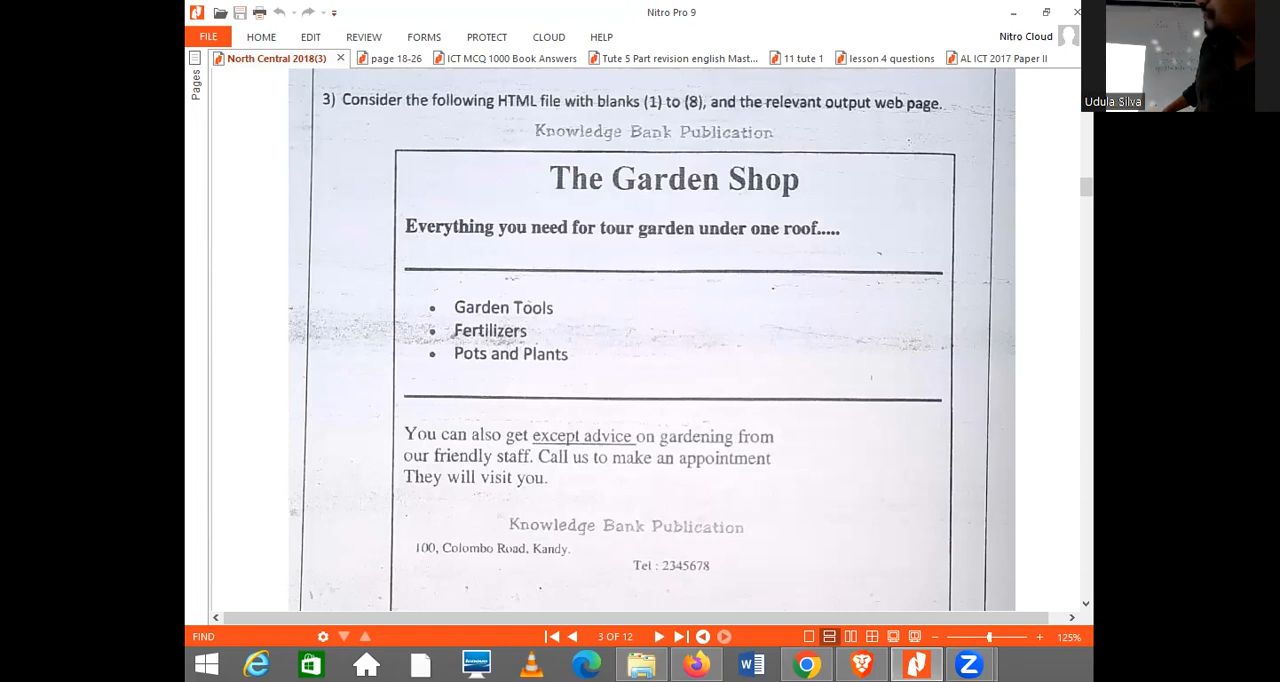 Nitro Pro 9
FILE HOME EDIT REVIEW FORMS PROTECT CLOUD HELP
Nitro Cloud
North Central 2018(3) page 18-26 ICT MCQ 1000 Book Answers Tute 5 Part revision english Mast... 11 tute 1 lesson 4 questions AL ICT 2017 Paper II
Pages
Udula Silva
3) Consider the following HTML file with blanks (1) to (8), and the relevant output web page.
Knowledge Bank Publication
The Garden Shop
Everything you need for tour garden under one roof.....
• Garden Tools
• Fertilizers
• Pots and Plants
You can also get except advice on gardening from
our friendly staff. Call us to make an appointment
They will visit you.
Knowledge Bank Publication
100, Colombo Road, Kandy.
Tel : 2345678
FIND
3 OF 12
125%